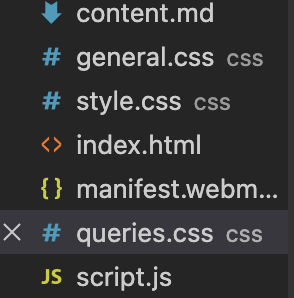 content.md
# general.css css
# style.css css
<> index.html
{} manifest.webm...
# queries.css css
JS script.js